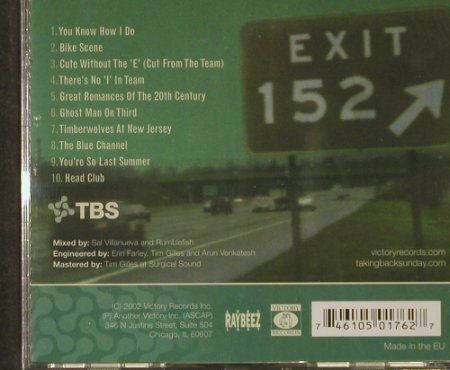 1. You Know How I Do
2. Bike Scene
3. Cute Without The 'E' (Cut From The Team)
4. There's No 'I' In Team
5. Great Romances Of The 20th Century
6. Ghost Man On Third
7. Timberwolves At New Jersey
8. The Blue Channel
9. You're So Last Summer
10. Head Club
EXIT
152
TBS
Mixed by: Sal Villanueva and Rumblefish
Engineered by: Erin Farley, Tim Gilles and Arun Venkatesh
Mastered by: Tim Gilles at Surgical Sound
victoryrecords.com
takingbacksunday.com
(C) 2002 Victory Records Inc.
(P) Another Victory Inc. (ASCAP)
346 N Justine Street, Suite 504
Chicago, IL 60607
RAYBEEZ
VICTORY
RECORDS
7 46105 01762 7
Made in the EU